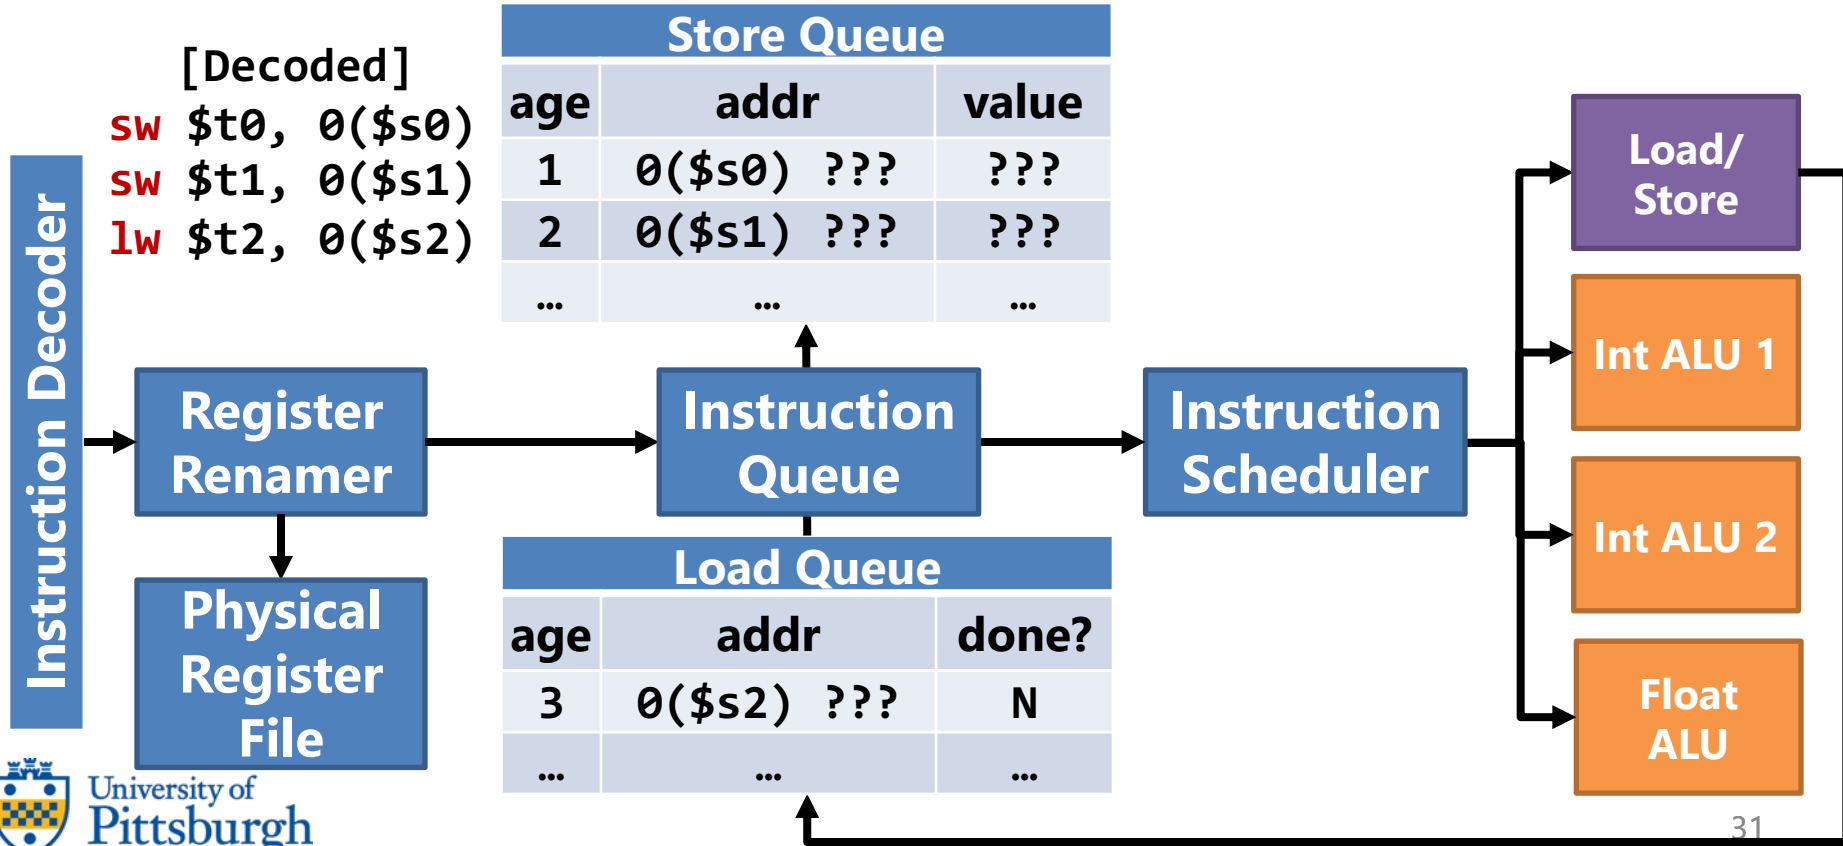 [Decoded]
sw $t0, 0($s0)
sw $t1, 0($s1)
lw $t2, 0($s2)
Store Queue
age addr value
1 0($s0) ??? ???
2 0($s1) ??? ???
… … …
Instruction Decoder
Register
Renamer
Physical
Register
File
Instruction
Queue
Instruction
Scheduler
Load Queue
age addr done?
3 0($s2) ??? N
… … …
Load/
Store
Int ALU 1
Int ALU 2
Float
ALU
University of
Pittsburgh
31